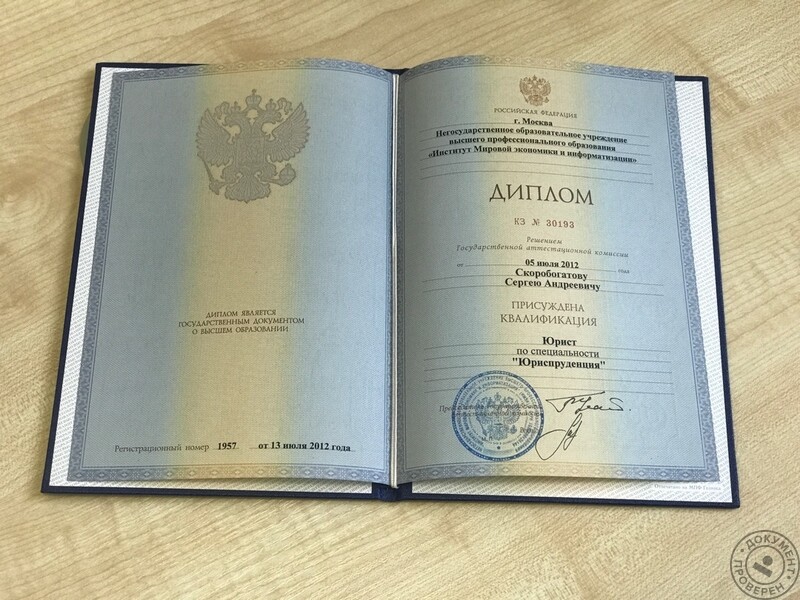 ДИПЛОМ ЯВЛЯЕТСЯ
ГОСУДАРСТВЕННЫМ ДОКУМЕНТОМ
О ВЫСШЕМ ОБРАЗОВАНИИ
Регистрационный номер 1957 от 13 июля 2012 года
РОССИЙСКАЯ ФЕДЕРАЦИЯ
г. Москва
Негосударственное образовательное учреждение
высшего профессионального образования
«Институт Мировой экономики и информатизации»
ДИПЛОМ
КЗ № 30193
Решением
Государственной аттестационной комиссии
от 05 июля 2012 года
Скоробогатову
Сергею Андреевичу
ПРИСУЖДЕНА
КВАЛИФИКАЦИЯ
Юрист
по специальности
"Юриспруденция"
ДОКУМЕНТ
ПРОВЕРЕН